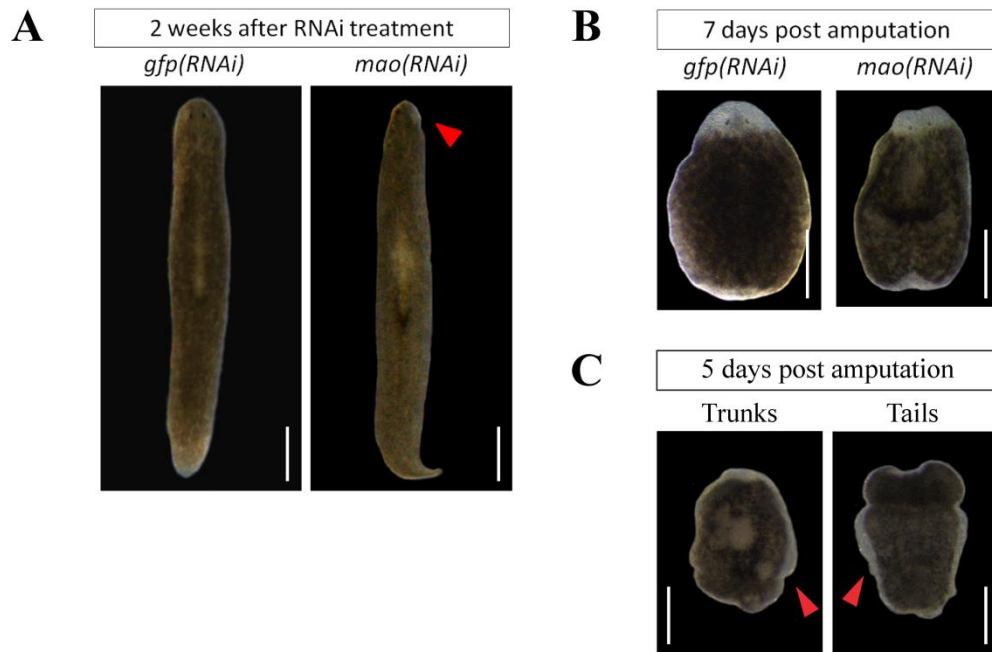 A
2 weeks after RNAi treatment
gfp(RNAi) mao(RNAi)
B
7 days post amputation
gfp(RNAi) mao(RNAi)
C
5 days post amputation
Trunks Tails